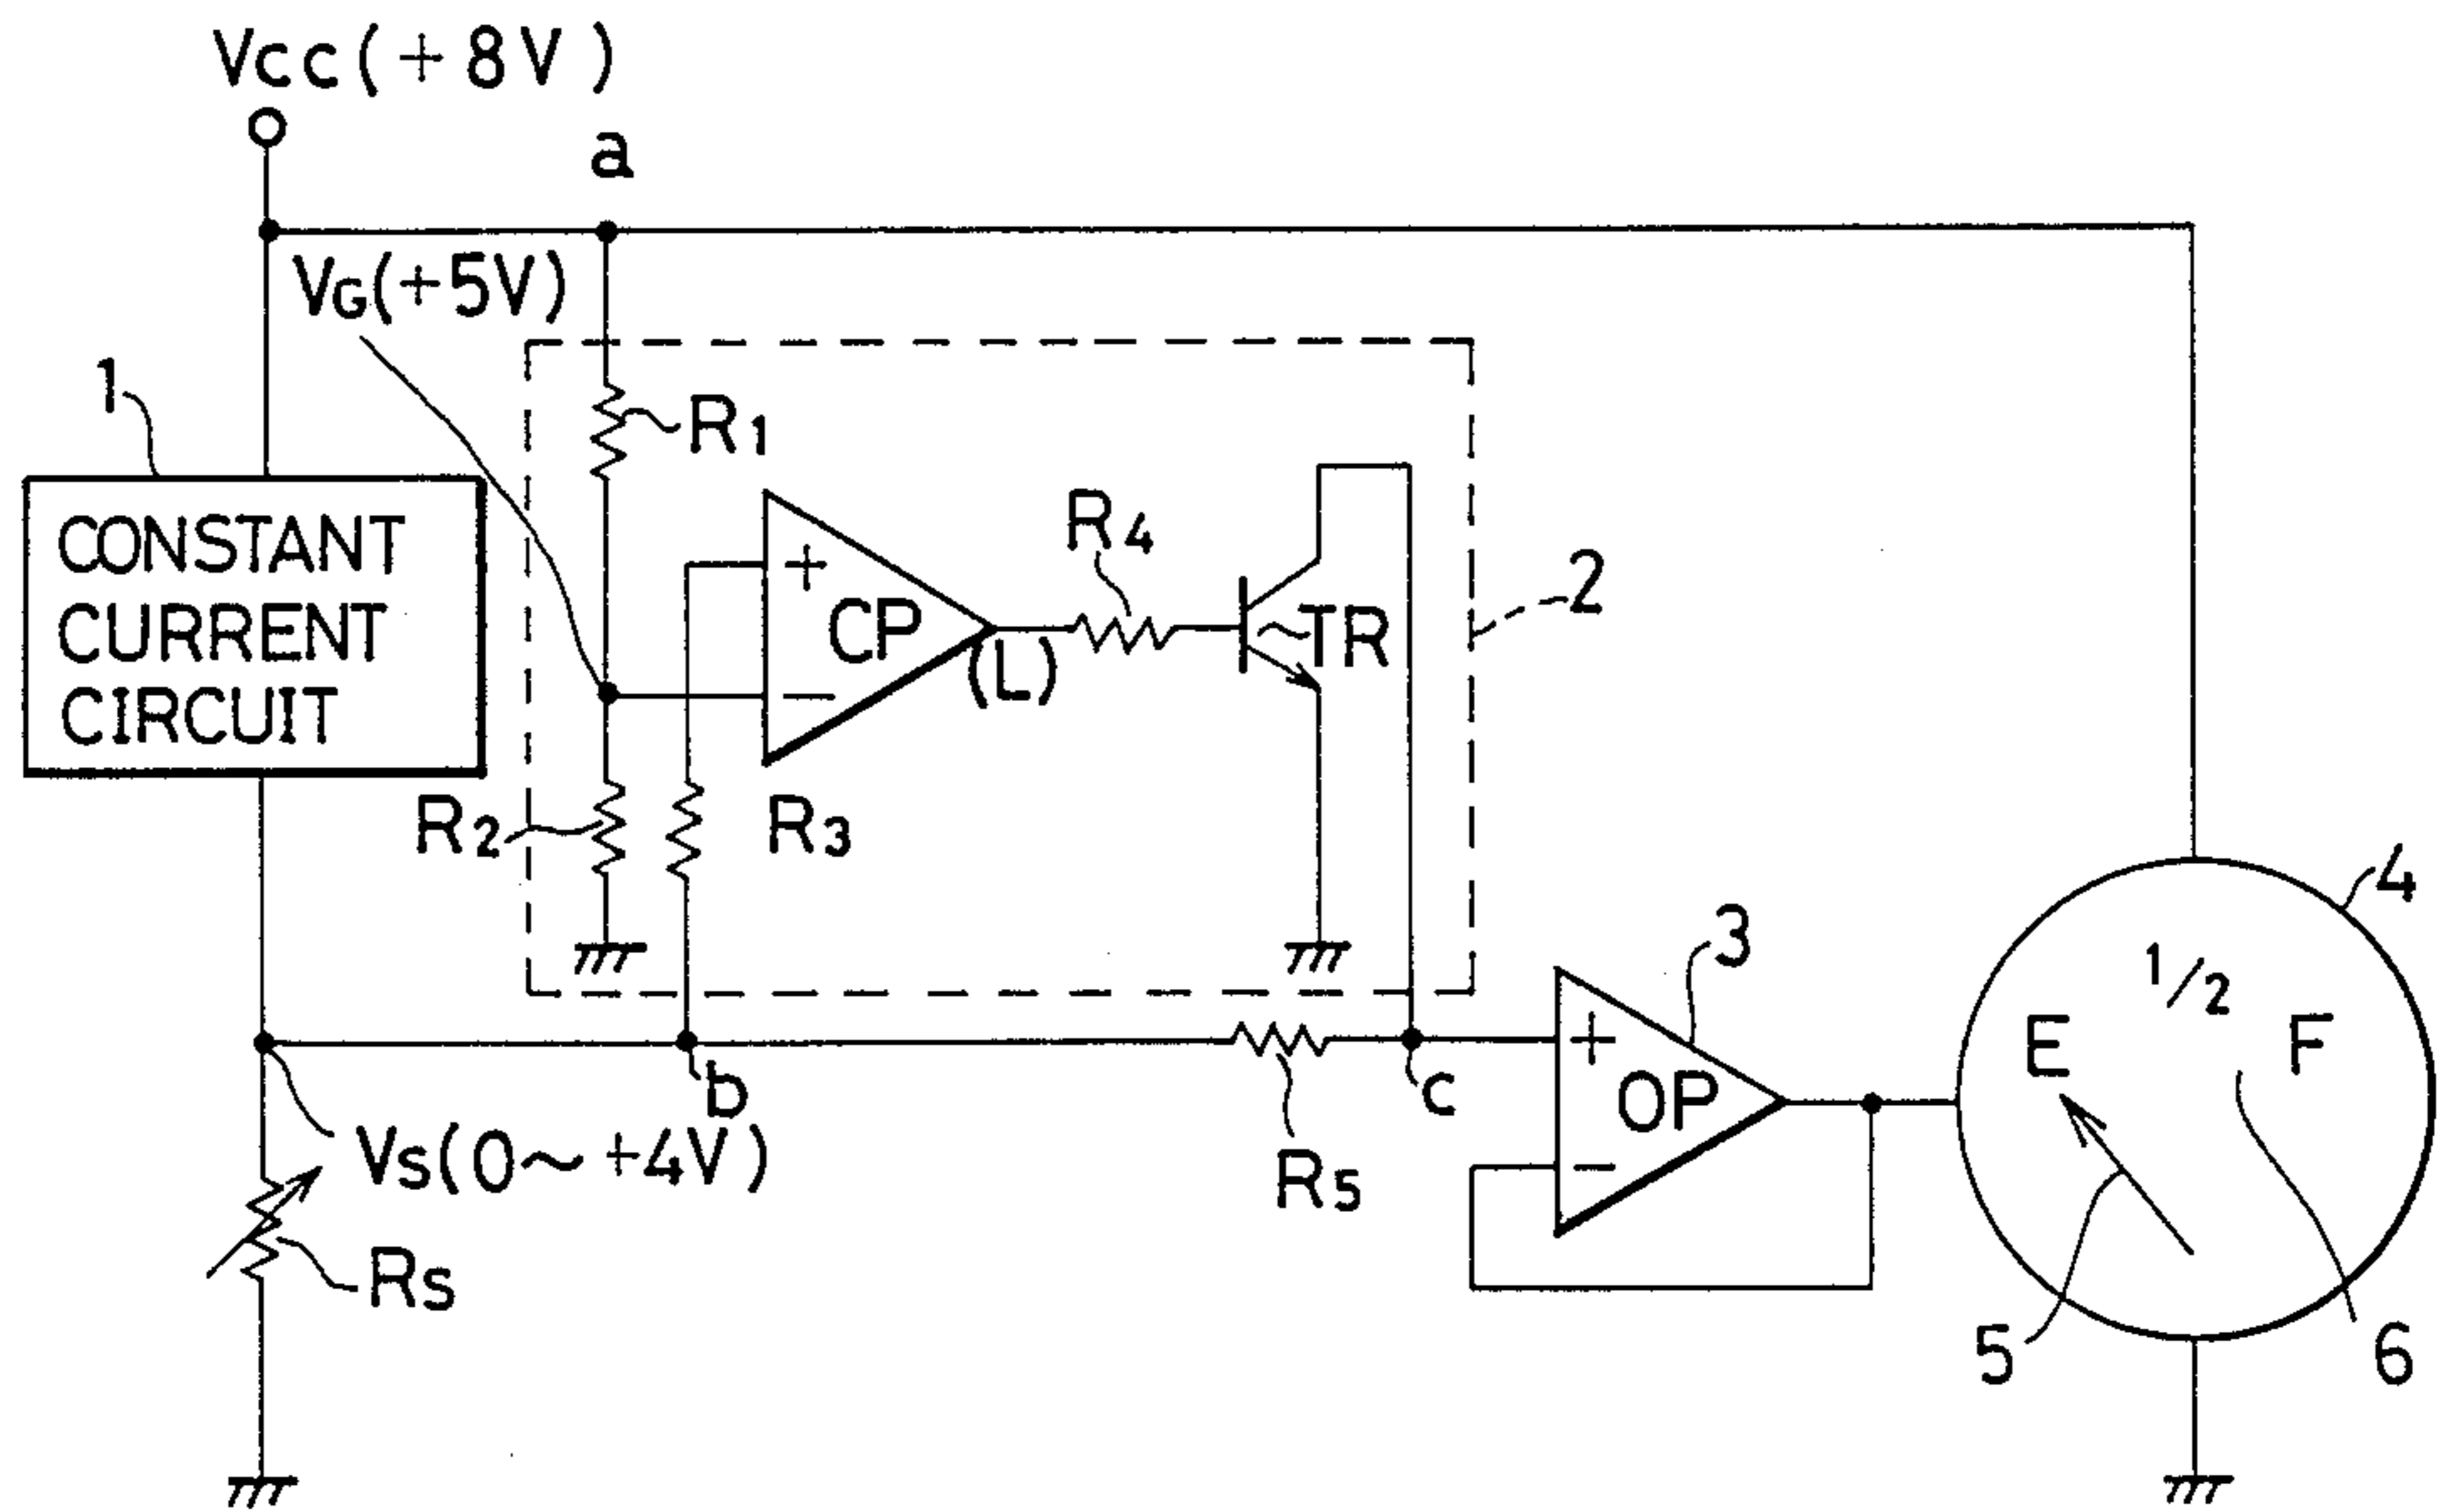 Vcc(+8V)
a
VG(+5V)
1
R1
CONSTANT
CURRENT
CIRCUIT
+
CP
−
(L)
R4
TR
2
R2
R3
b
c
3
+
OP
−
4
1/2
E
F
Vs(0~+4V)
R5
Rs
5
6